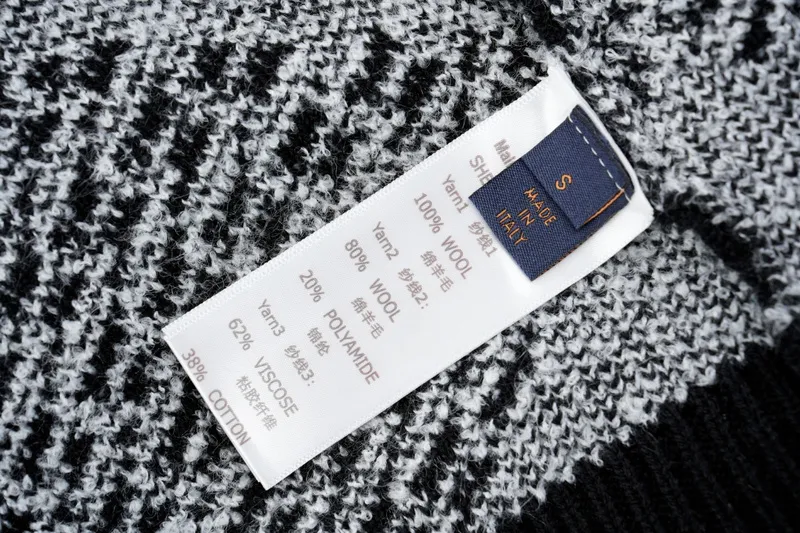 S
MADE
IN
ITALY
Yarn1 纱线1
100% WOOL
绵羊毛
Yarn2 纱线2:
80% WOOL
绵羊毛
20% POLYAMIDE
锦纶
Yarn3 纱线3:
62% VISCOSE
粘胶纤维
38% COTTON